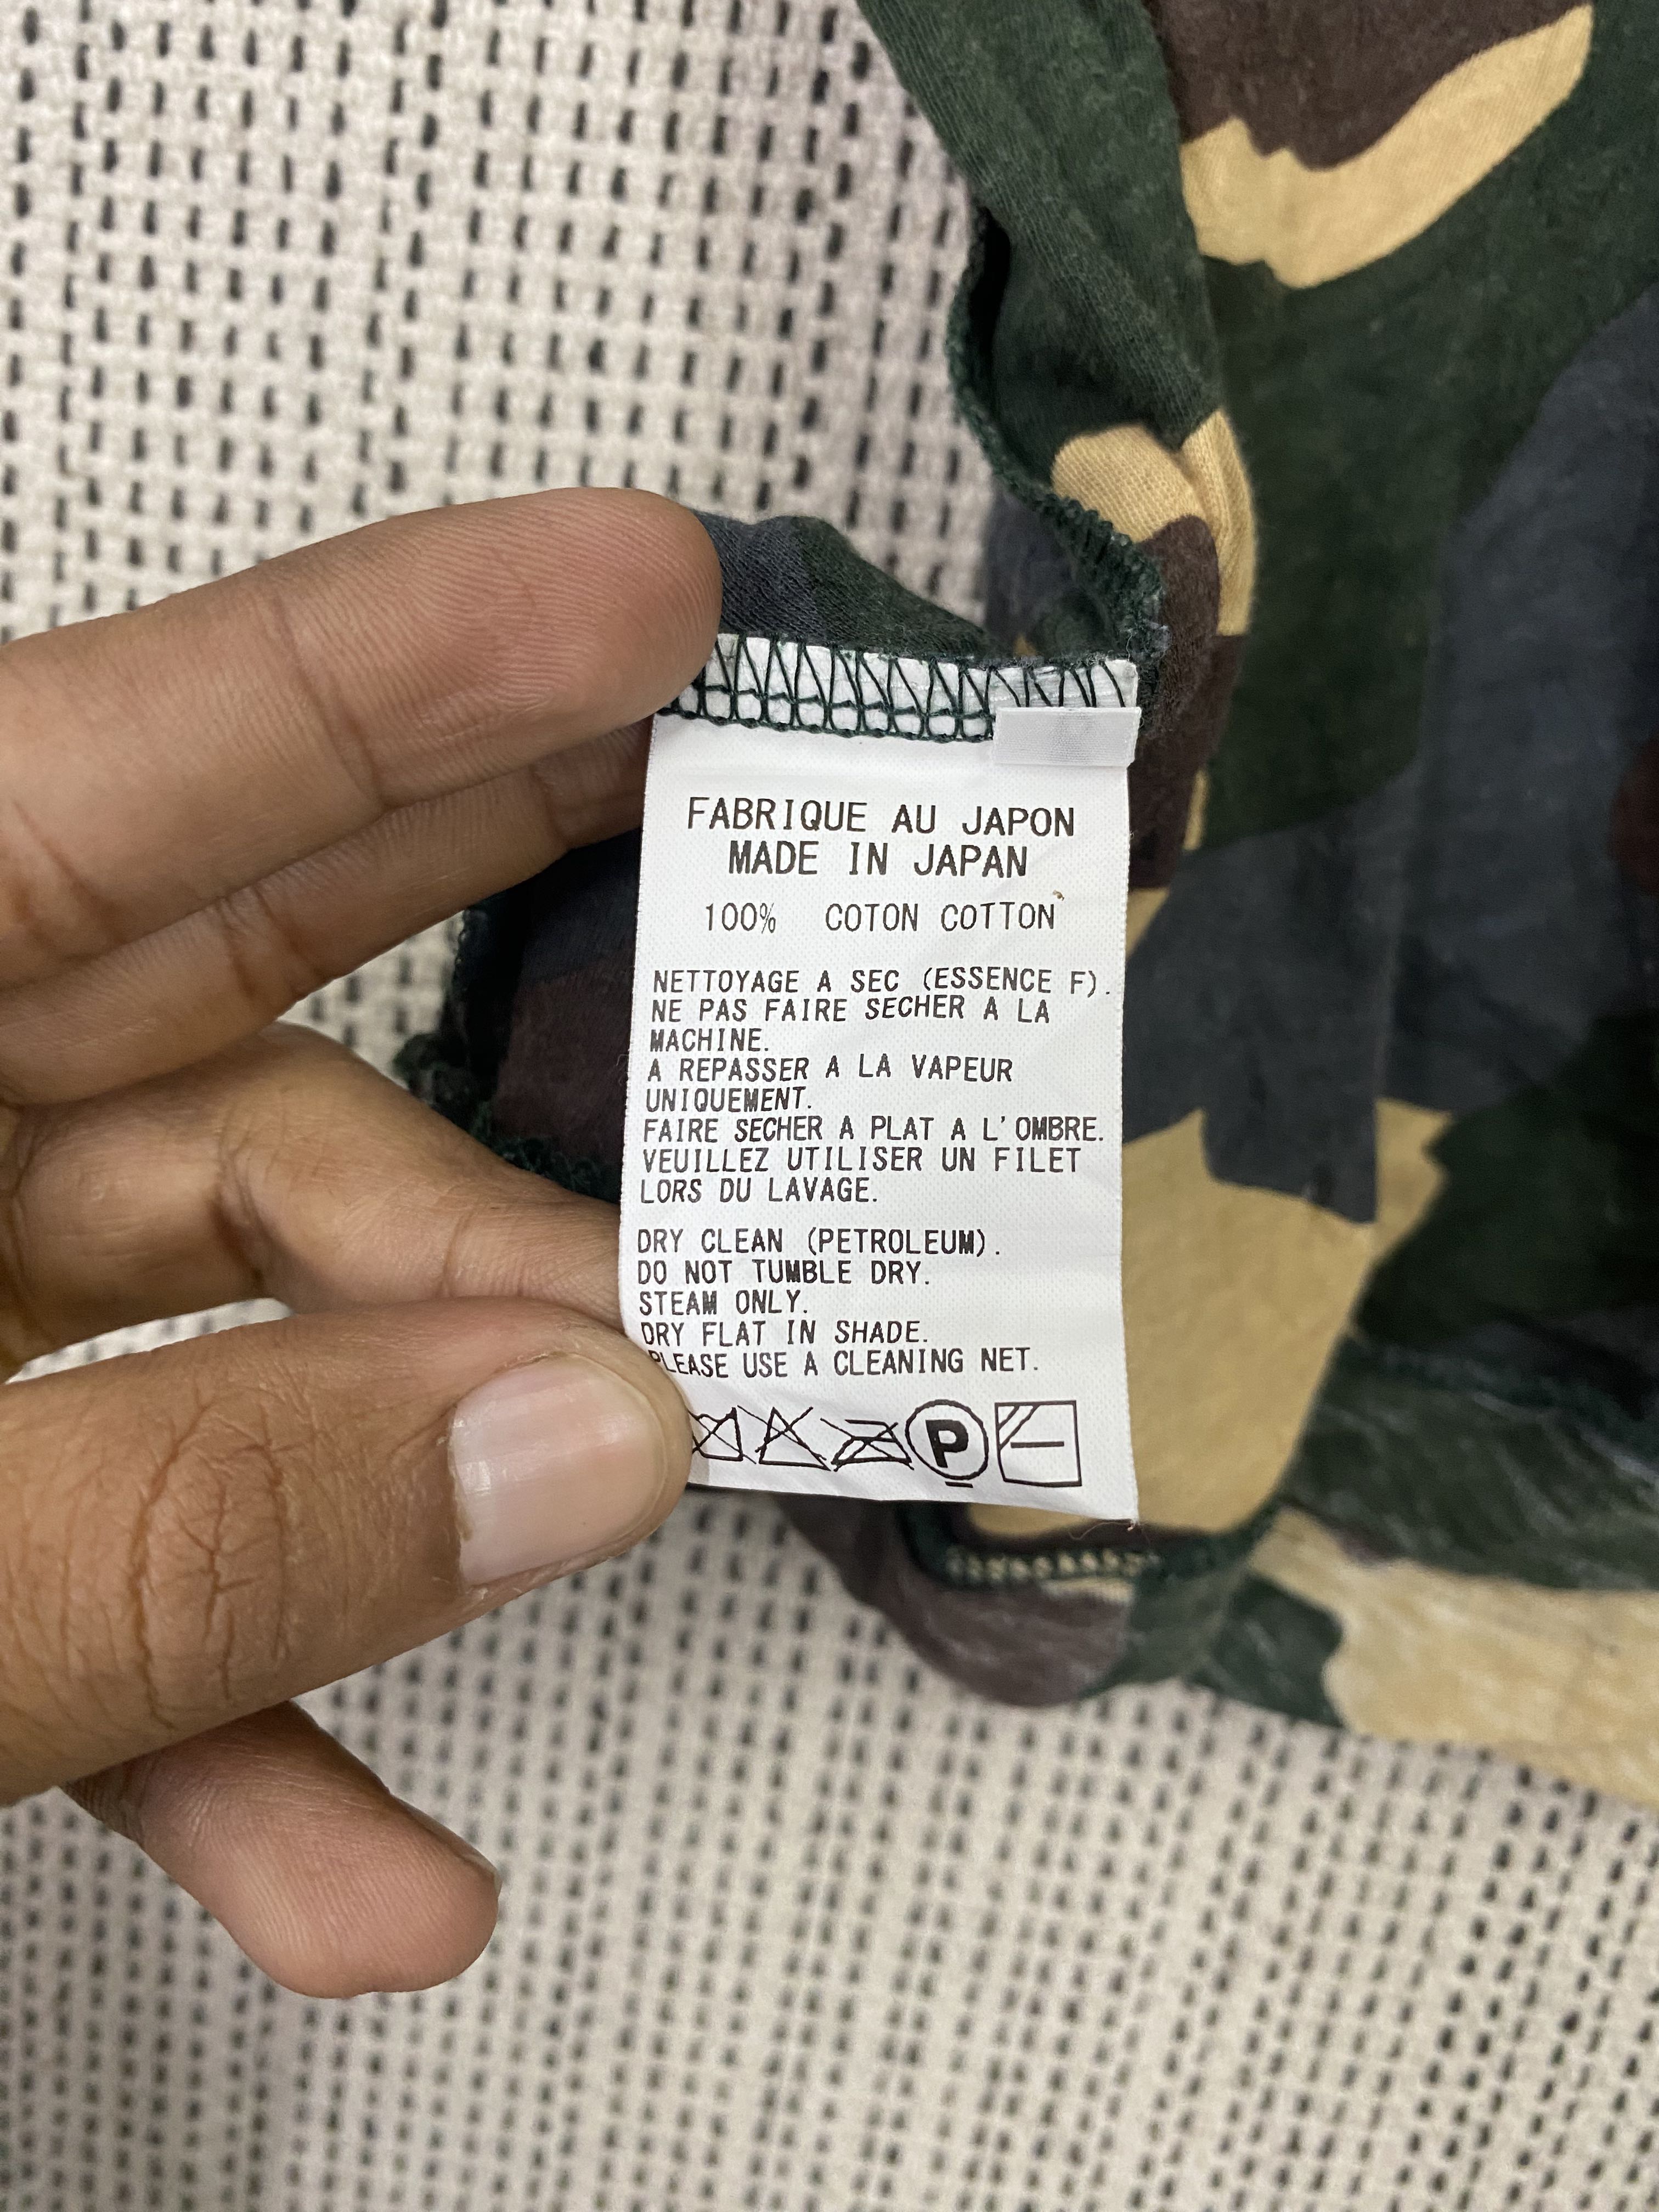 FABRIQUE AU JAPON
MADE IN JAPAN
100% COTON COTTON
NETTOYAGE A SEC (ESSENCE F).
NE PAS FAIRE SECHER A LA
MACHINE.
A REPASSER A LA VAPEUR
UNIQUEMENT.
FAIRE SECHER A PLAT A L'OMBRE.
VEUILLEZ UTILISER UN FILET
LORS DU LAVAGE.
DRY CLEAN (PETROLEUM).
DO NOT TUMBLE DRY.
STEAM ONLY.
DRY FLAT IN SHADE.
PLEASE USE A CLEANING NET.
P